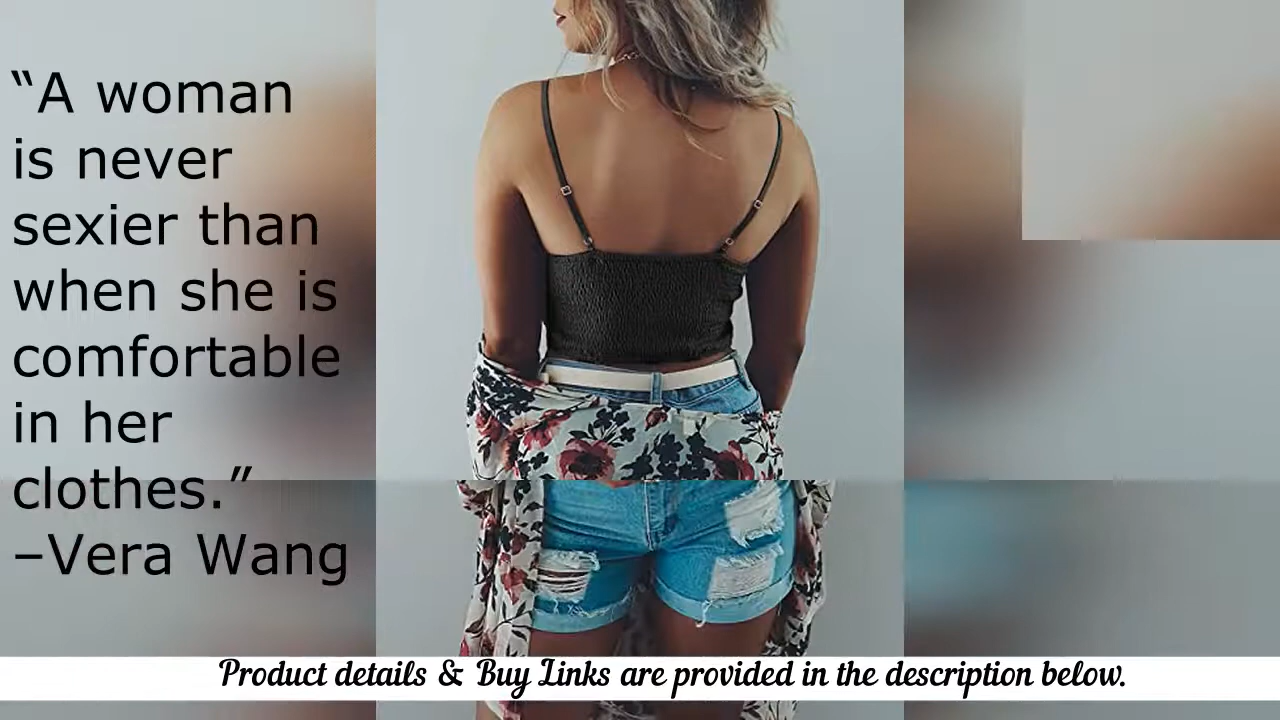 “A woman
is never
sexier than
when she is
comfortable
in her
clothes.”
–Vera Wang
Product details & Buy Links are provided in the description below.